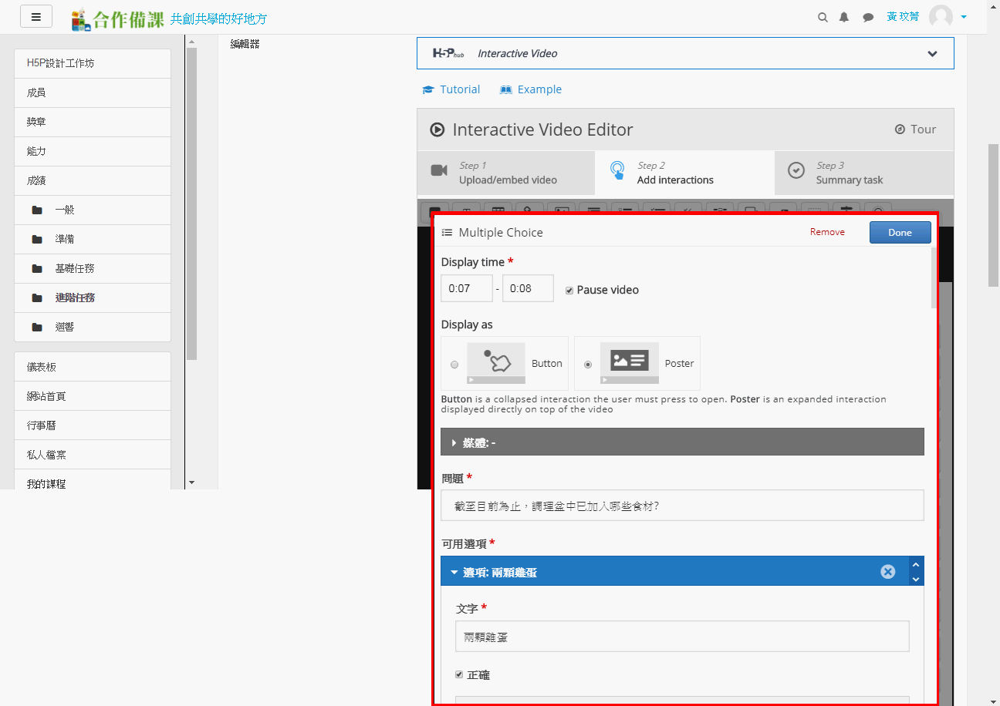 合作備課 共創共學的好地方
黃 玟菁
H5P設計工作坊
成員
獎章
能力
成績
一般
準備
基礎任務
進階任務
迴響
儀表板
網站首頁
行事曆
私人檔案
我的課程
編輯器
H5P hub Interactive Video
Tutorial Example
Interactive Video Editor
Tour
Step 1
Upload/embed video
Step 2
Add interactions
Step 3
Summary task
Multiple Choice
Remove
Done
Display time *
0:07 - 0:08
Pause video
Display as
Button
Poster
Button is a collapsed interaction the user must press to open. Poster is an expanded interaction
displayed directly on top of the video
媒體: -
問題 *
截至目前為止，調理盆中已加入哪些食材?
可用選項 *
選項: 兩顆雞蛋
文字 *
兩顆雞蛋
正確